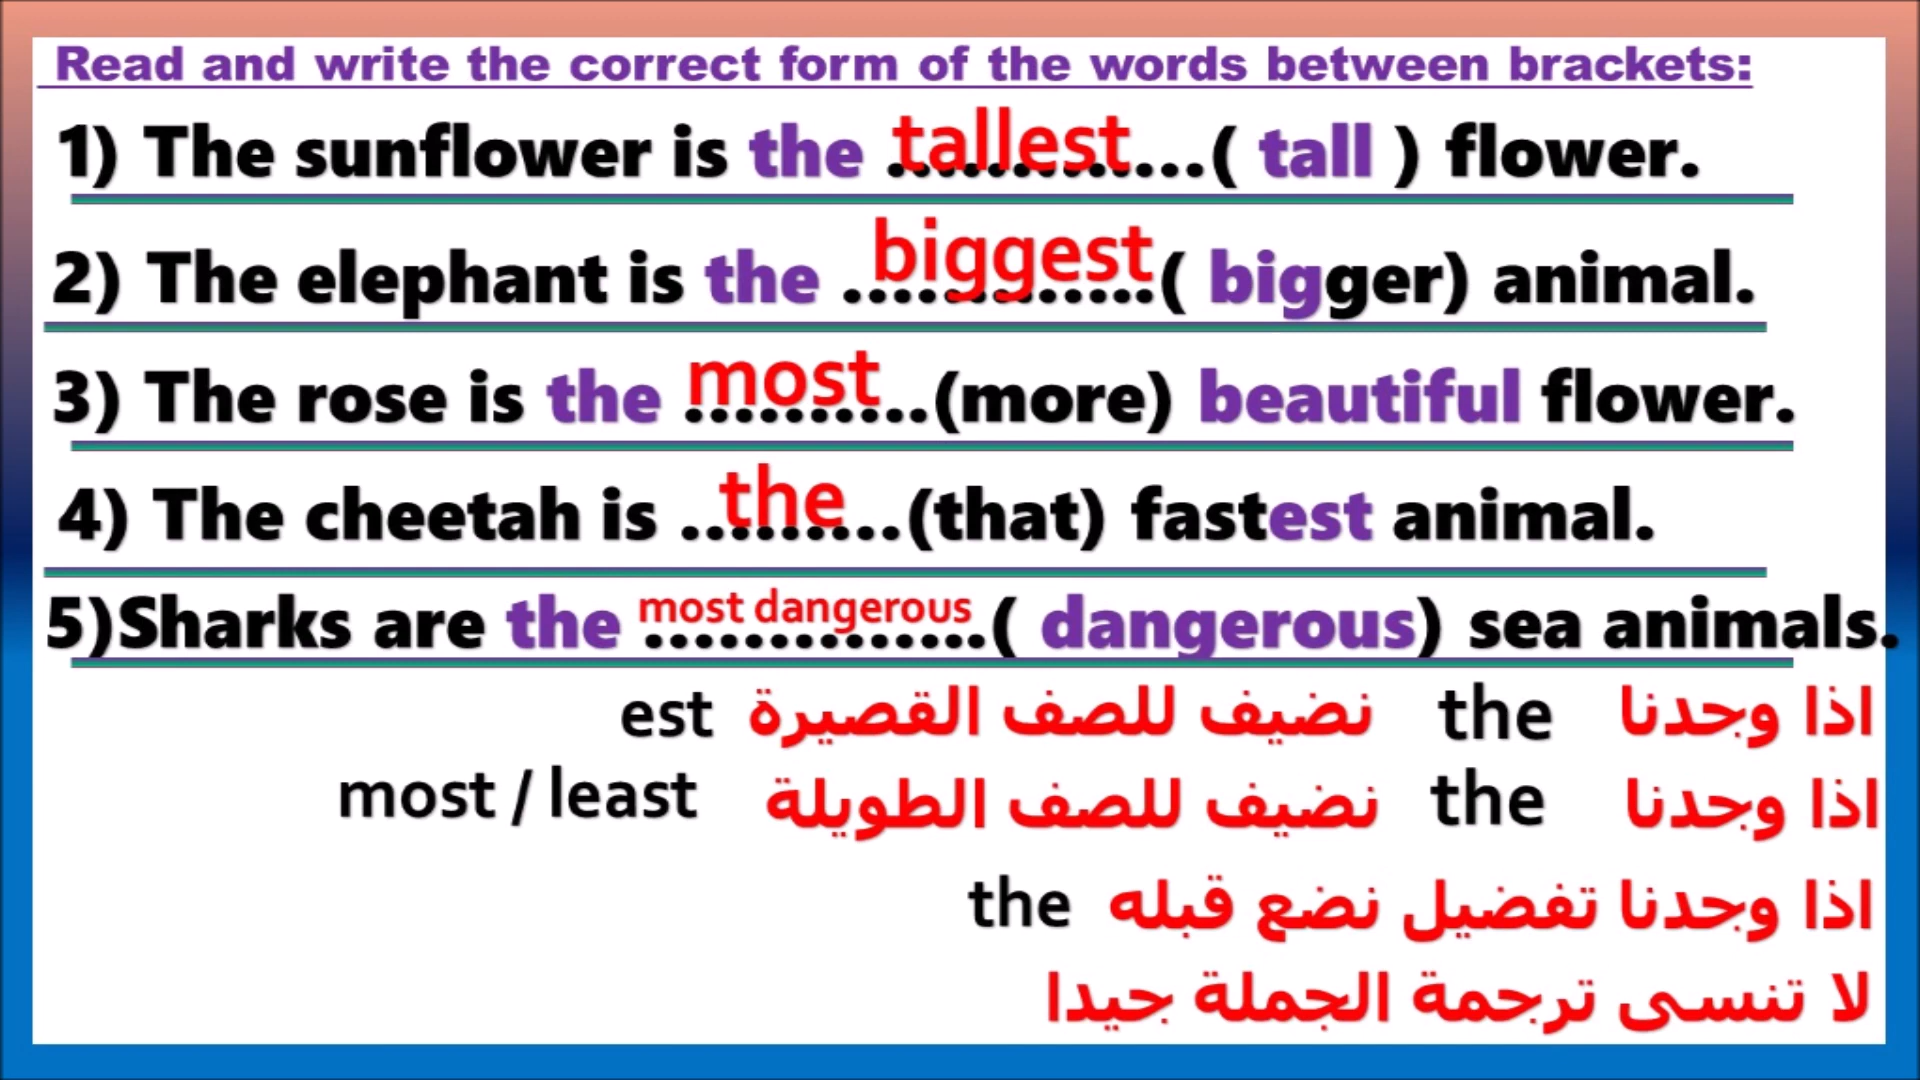 Read and write the correct form of the words between brackets:
1) The sunflower is the ...tallest...( tall ) flower.
2) The elephant is the ...biggest...( bigger) animal.
3) The rose is the ...most...(more) beautiful flower.
4) The cheetah is ...the...(that) fastest animal.
5)Sharks are the ...most dangerous...( dangerous) sea animals.
اذا وجدنا the نضيف للصف القصيرة est
اذا وجدنا the نضيف للصف الطويلة most / least
اذا وجدنا تفضيل نضع قبله the
لا تنسى ترجمة الجملة جيدا